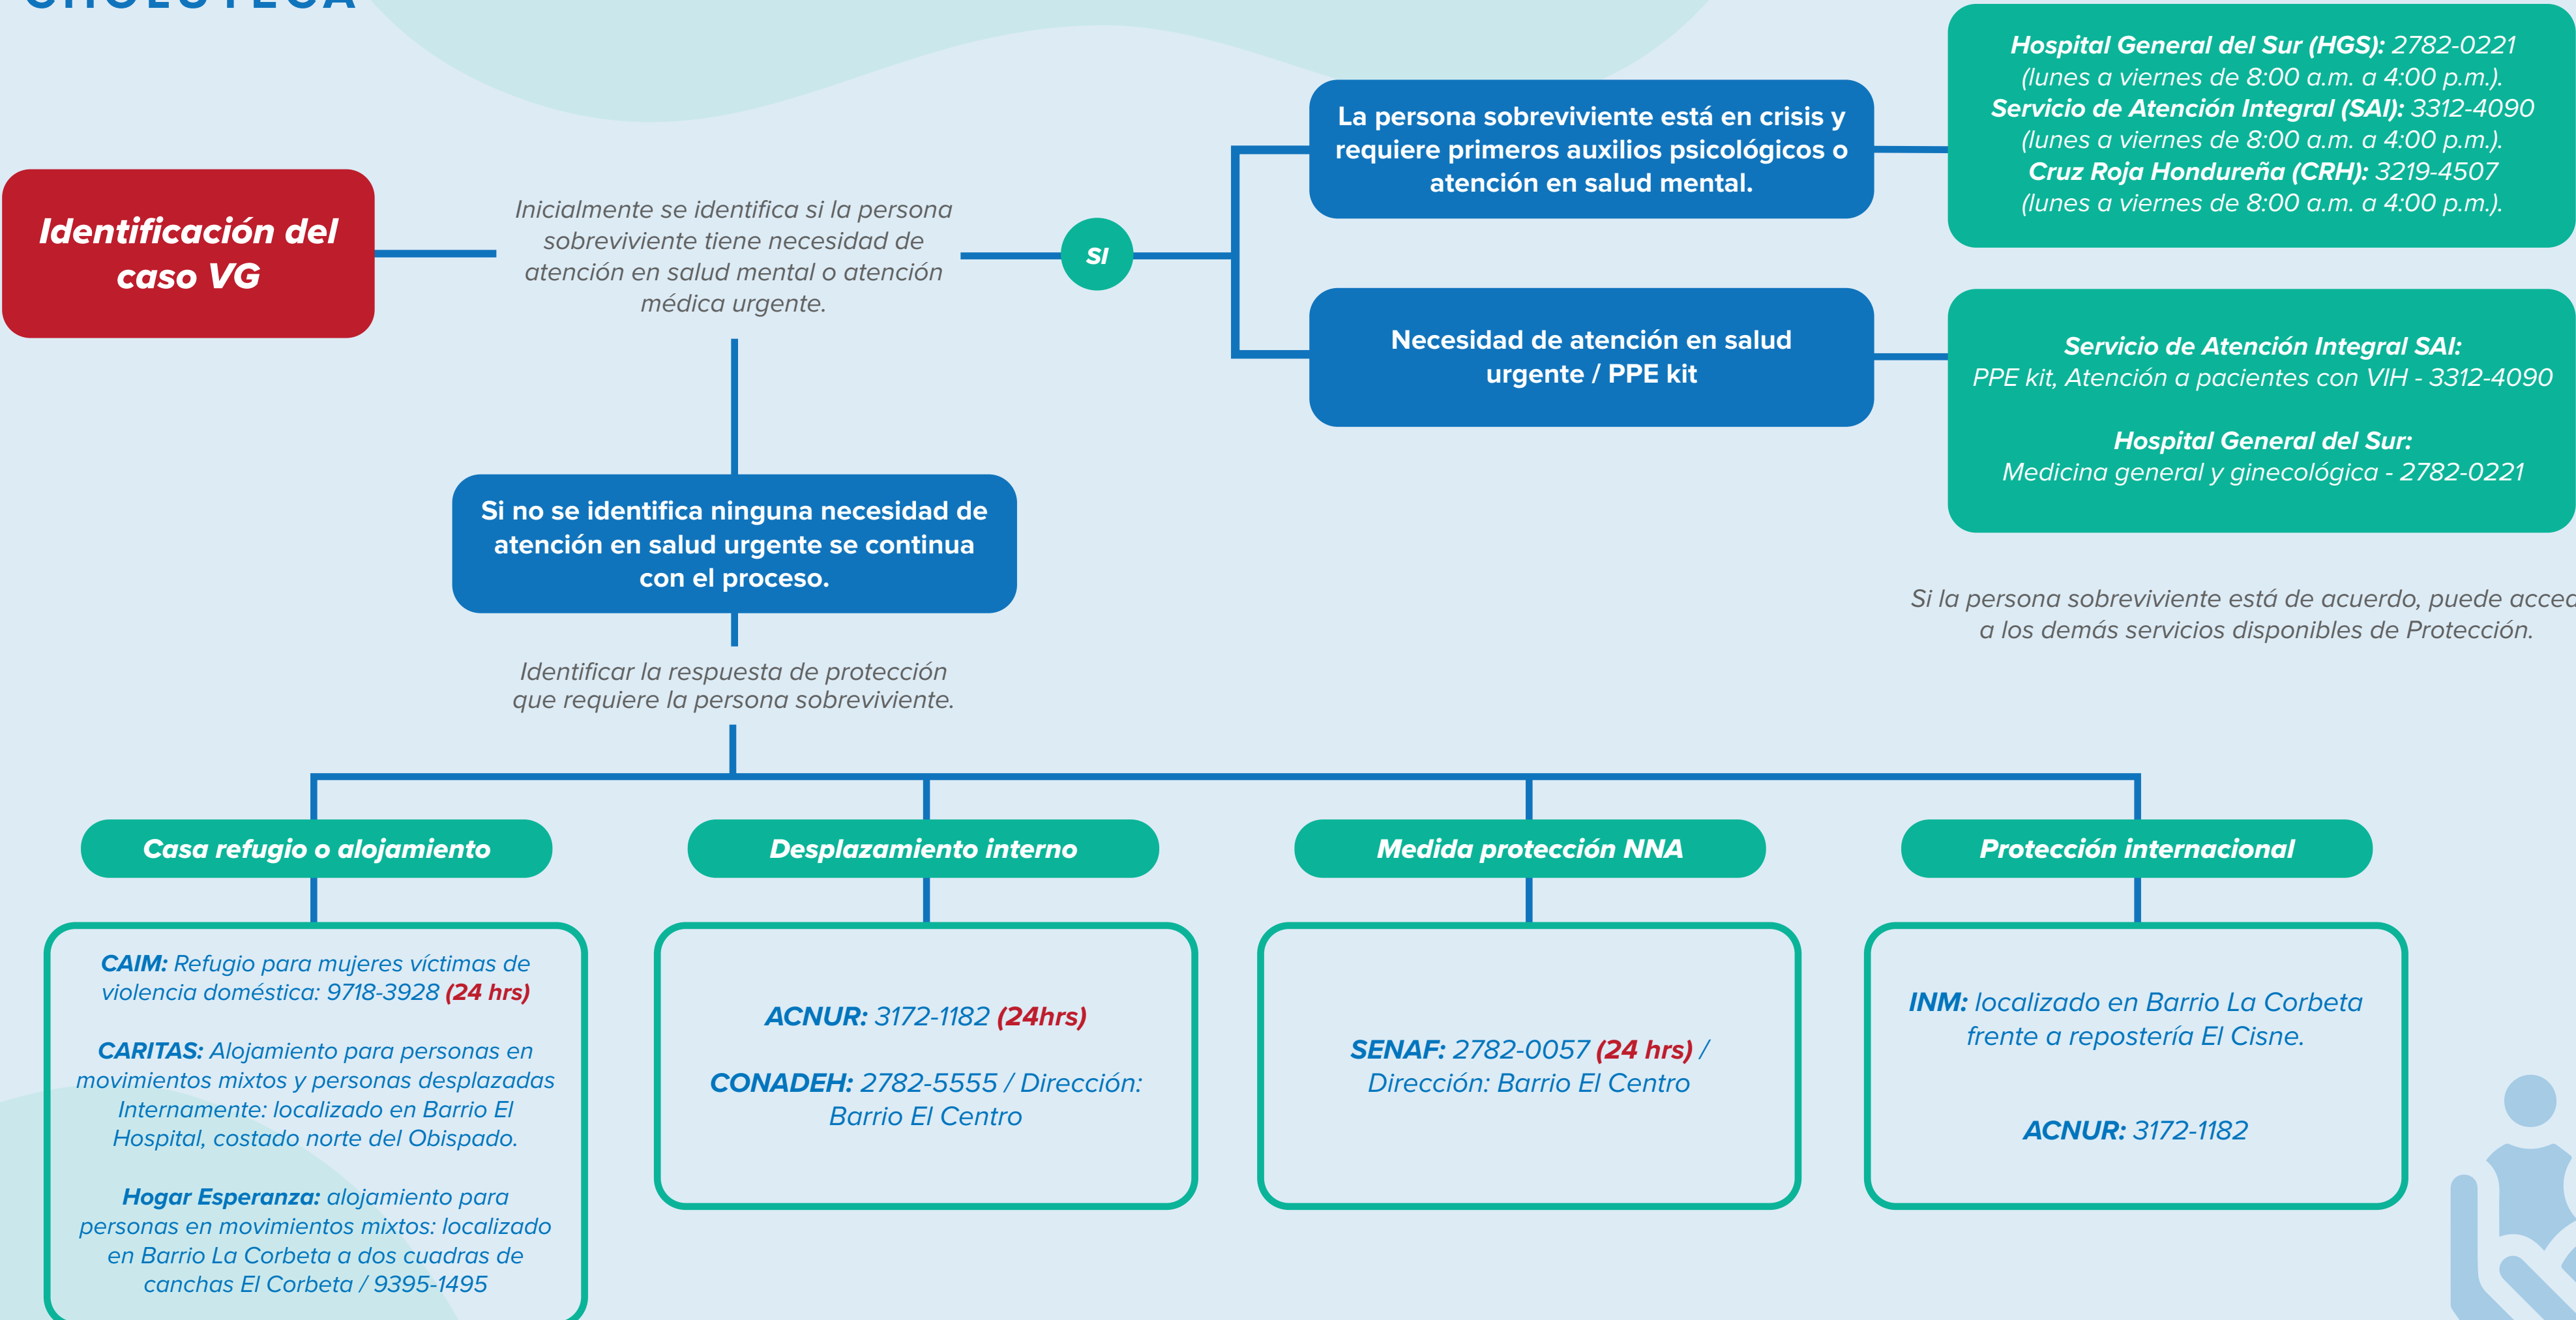 CHOLUTECA
Identificación del
caso VG
Inicialmente se identifica si la persona
sobreviviente tiene necesidad de
atención en salud mental o atención
médica urgente.
SI
La persona sobreviviente está en crisis y
requiere primeros auxilios psicológicos o
atención en salud mental.
Hospital General del Sur (HGS): 2782-0221
(lunes a viernes de 8:00 a.m. a 4:00 p.m.).
Servicio de Atención Integral (SAI): 3312-4090
(lunes a viernes de 8:00 a.m. a 4:00 p.m.).
Cruz Roja Hondureña (CRH): 3219-4507
(lunes a viernes de 8:00 a.m. a 4:00 p.m.).
Necesidad de atención en salud
urgente / PPE kit
Servicio de Atención Integral SAI:
PPE kit, Atención a pacientes con VIH - 3312-4090
Hospital General del Sur:
Medicina general y ginecológica - 2782-0221
Si la persona sobreviviente está de acuerdo, puede
a los demás servicios disponibles de Protección.
Si no se identifica ninguna necesidad de
atención en salud urgente se continua
con el proceso.
Identificar la respuesta de protección
que requiere la persona sobreviviente.
Casa refugio o alojamiento
CAIM: Refugio para mujeres víctimas de
violencia doméstica: 9718-3928 (24 hrs)
CARITAS: Alojamiento para personas en
movimientos mixtos y personas desplazadas
Internamente: localizado en Barrio El
Hospital, costado norte del Obispado.
Hogar Esperanza: alojamiento para
personas en movimientos mixtos: localizado
en Barrio La Corbeta a dos cuadras de
canchas El Corbeta / 9395-1495
Desplazamiento interno
ACNUR: 3172-1182 (24hrs)
CONADEH: 2782-5555 / Dirección:
Barrio El Centro
Medida protección NNA
SENAF: 2782-0057 (24 hrs) /
Dirección: Barrio El Centro
Protección internacional
INM: localizado en Barrio La Corbeta
frente a repostería El Cisne.
ACNUR: 3172-1182